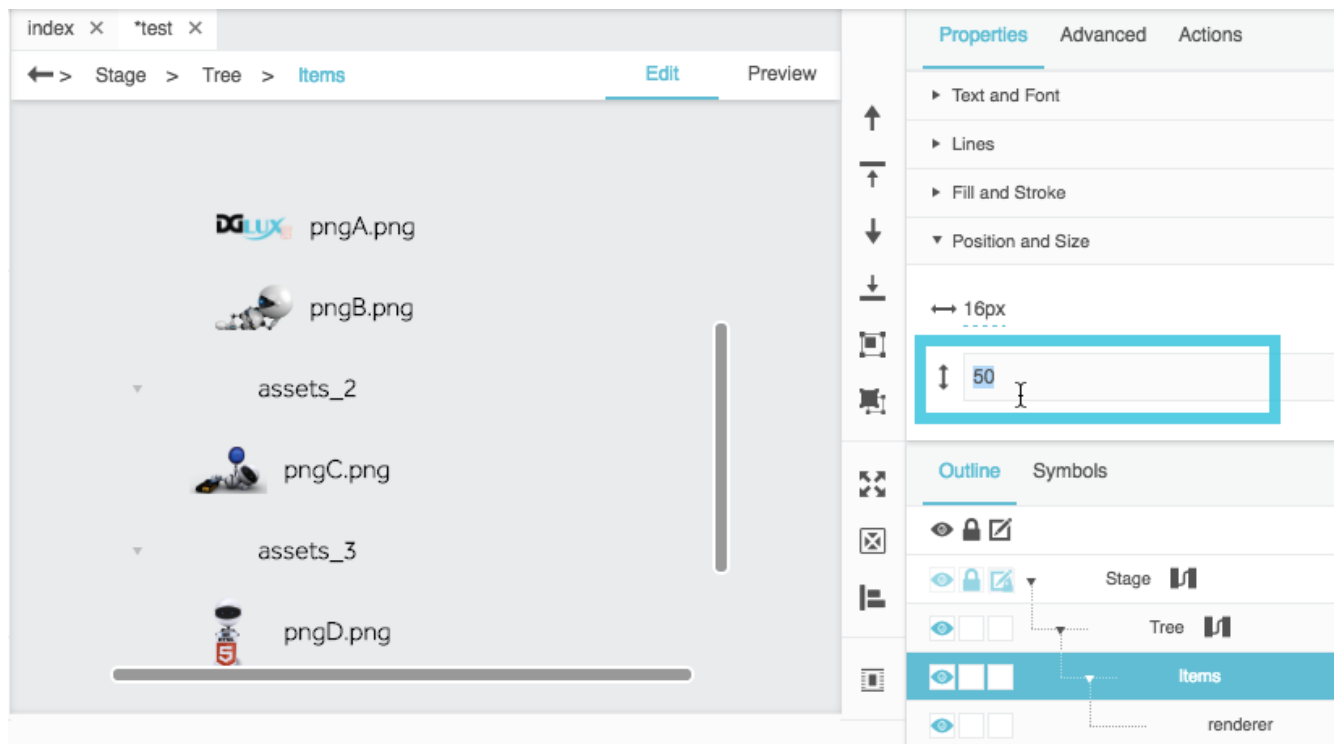 index ✕ *test ✕
← > Stage > Tree > Items Edit Preview
DGLUX pngA.png
pngB.png
assets_2
pngC.png
assets_3
5 pngD.png
Properties Advanced Actions
Text and Font
Lines
Fill and Stroke
Position and Size
16px
50
Outline Symbols
Stage
Tree
Items
renderer